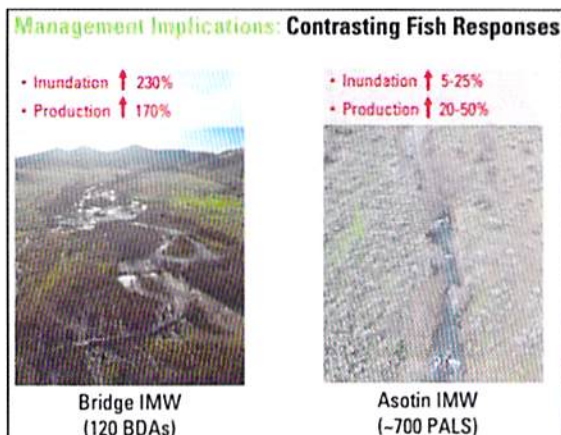 Management Implications: Contrasting Fish Responses
• Inundation ↑ 230%
• Production ↑ 170%
• Inundation ↑ 5-25%
• Production ↑ 20-50%
Bridge IMW
(120 BDAs)
Asotin IMW
(~700 PALS)